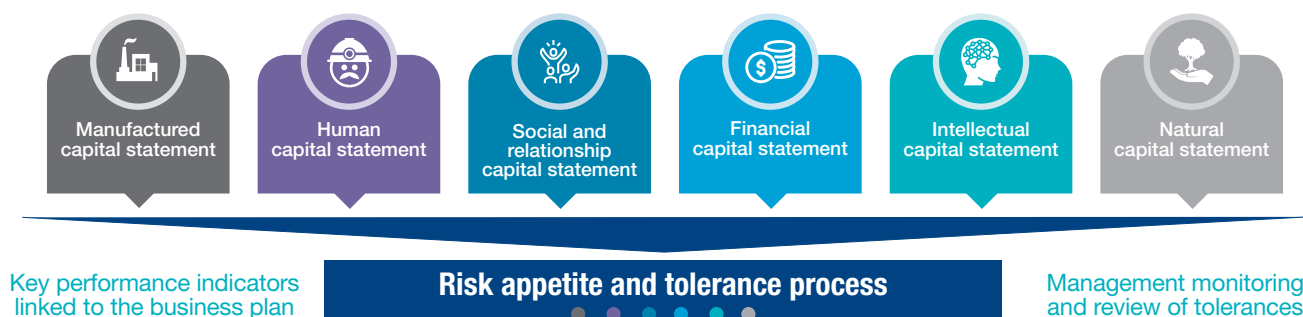 Manufactured
capital statement
Human
capital statement
Social and
relationship
capital statement
Financial
capital statement
Intellectual
capital statement
Natural
capital statement
Key performance indicators
linked to the business plan
Risk appetite and tolerance process
Management monitoring
and review of tolerances